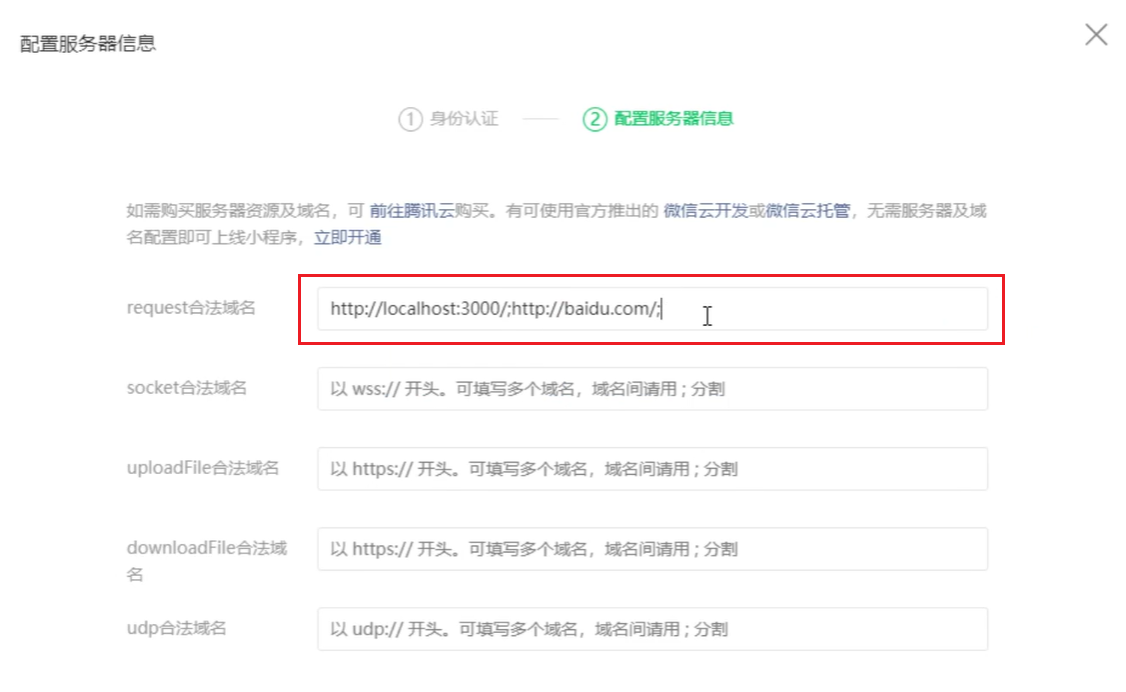 配置服务器信息
1 身份认证
2 配置服务器信息
如需购买服务器资源及域名，可 前往腾讯云购买。有可使用官方推出的 微信云开发或微信云托管，无需服务器及域
名配置即可上线小程序，立即开通
request合法域名
http://localhost:3000/;http://baidu.com/;
socket合法域名
以 wss:// 开头。可填写多个域名，域名间请用 ; 分割
uploadFile合法域名
以 https:// 开头。可填写多个域名，域名间请用 ; 分割
downloadFile合法域
名
以 https:// 开头。可填写多个域名，域名间请用 ; 分割
udp合法域名
以 udp:// 开头。可填写多个域名，域名间请用 ; 分割